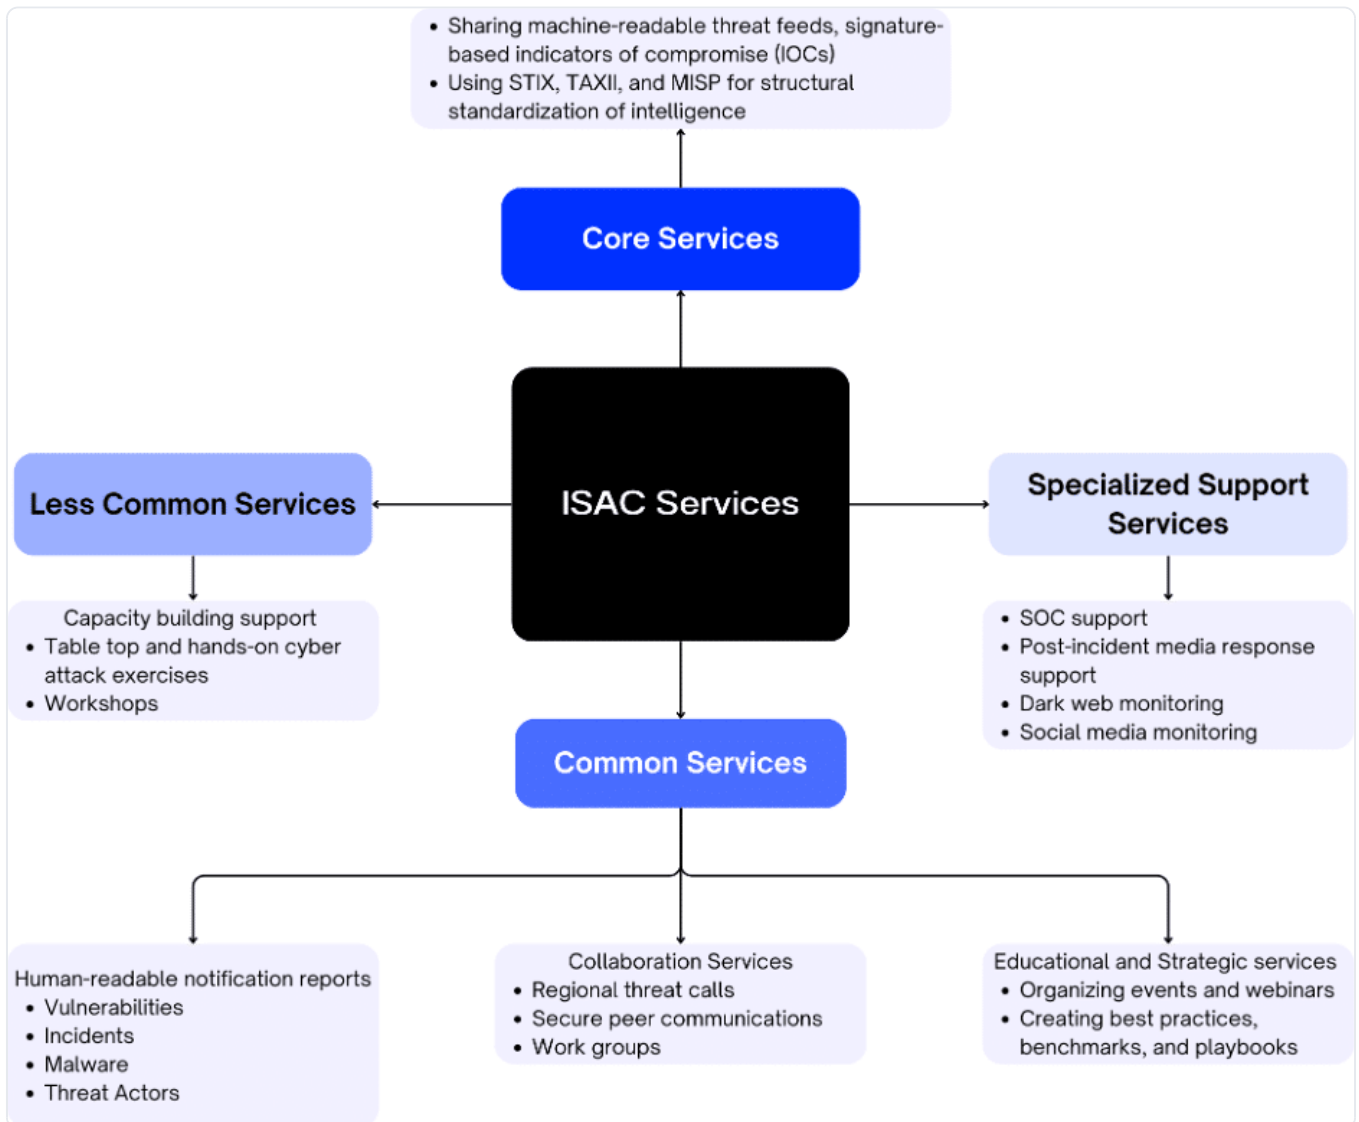 • Sharing machine-readable threat feeds, signature-
based indicators of compromise (IOCs)
• Using STIX, TAXII, and MISP for structural
standardization of intelligence
Core Services
ISAC Services
Less Common Services
Capacity building support
• Table top and hands-on cyber
attack exercises
• Workshops
Specialized Support
Services
• SOC support
• Post-incident media response
support
• Dark web monitoring
• Social media monitoring
Common Services
Human-readable notification reports
• Vulnerabilities
• Incidents
• Malware
• Threat Actors
Collaboration Services
• Regional threat calls
• Secure peer communications
• Work groups
Educational and Strategic services
• Organizing events and webinars
• Creating best practices,
benchmarks, and playbooks